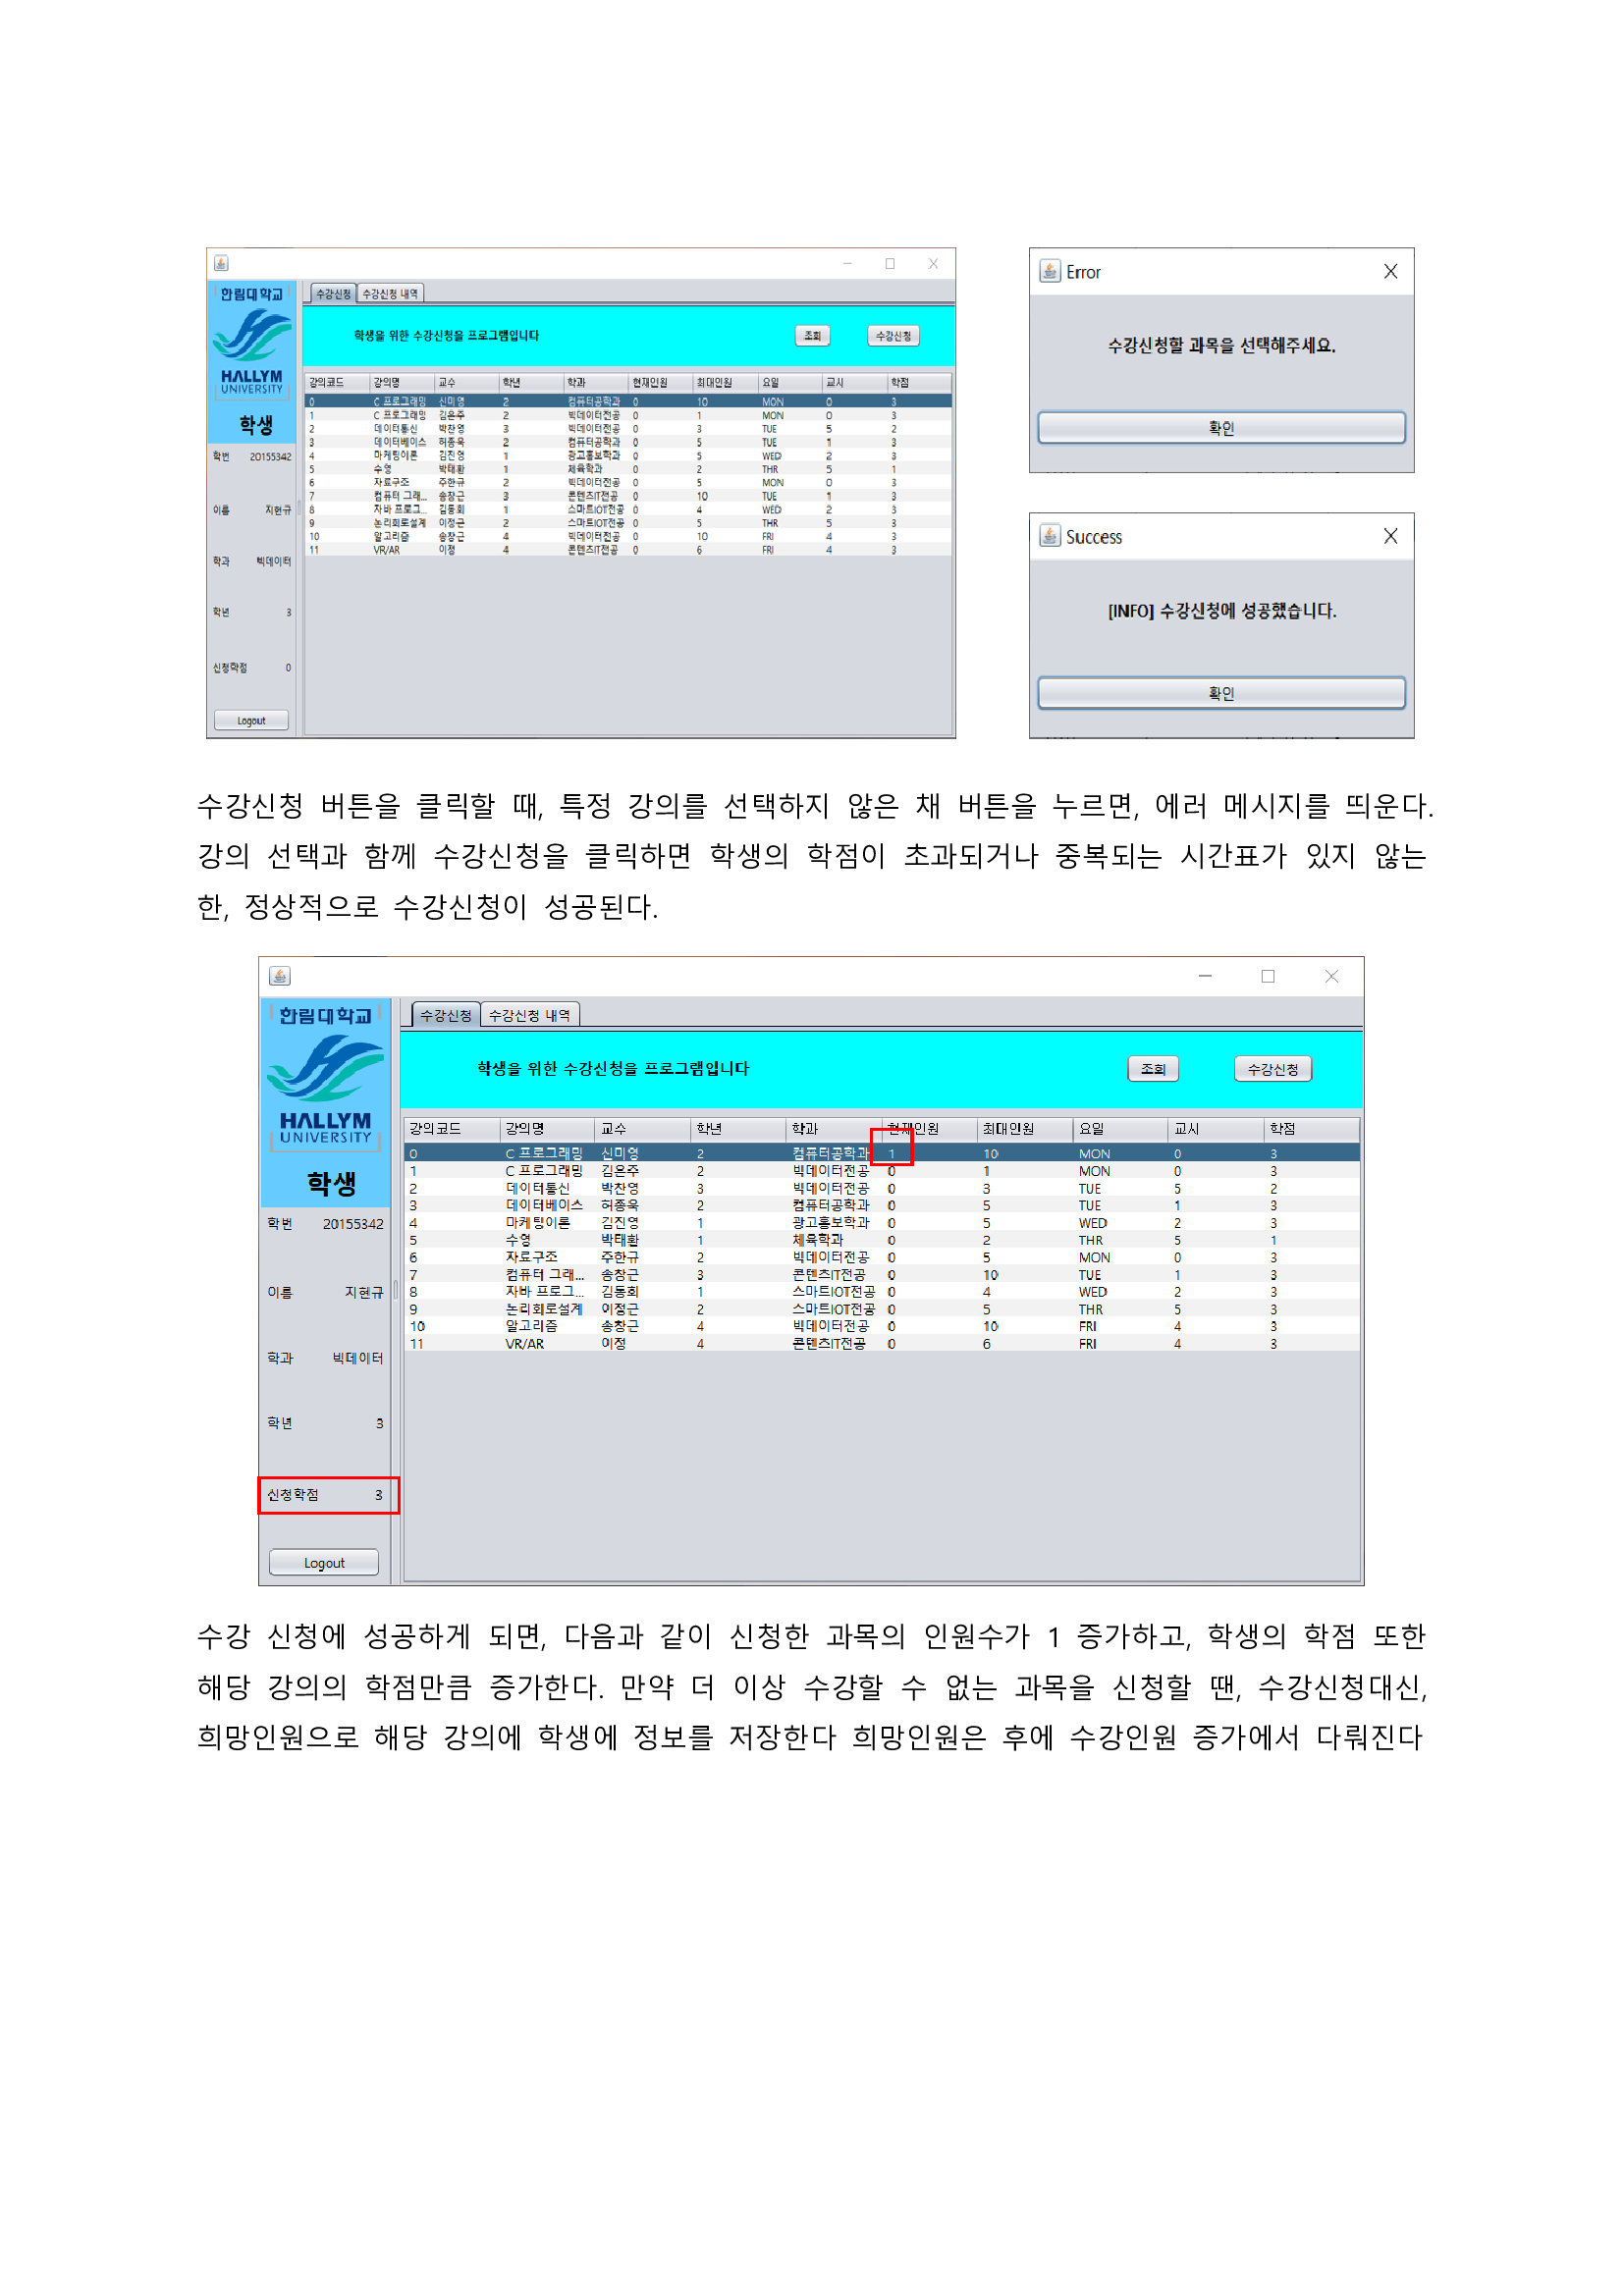 한림대학교
HALLYM
UNIVERSITY
학생
학번 20155342
이름 지현규
학과 빅데이터
학년 3
신청학점 0
Logout
수강신청 수강신청 내역
학생을 위한 수강신청을 프로그램입니다 조회 수강신청
강의코드 강의명 교수 학년 학과 현재인원 최대인원 요일 교시 학점
0 C 프로그래밍 신미영 2 컴퓨터공학과 0 10 MON 0 3
1 C 프로그래밍 김은주 2 빅데이터전공 0 1 MON 0 3
2 데이터통신 박찬영 3 빅데이터전공 0 3 TUE 5 2
3 데이터베이스 허종욱 2 컴퓨터공학과 0 5 TUE 1 3
4 마케팅이론 김진영 1 광고홍보학과 0 5 WED 2 3
5 수영 박태환 1 체육학과 0 2 THR 5 1
6 자료구조 주한규 2 빅데이터전공 0 5 MON 0 3
7 컴퓨터 그래... 송창근 3 콘텐츠IT전공 0 10 TUE 1 3
8 자바 프로그... 김동회 1 스마트IOT전공 0 4 WED 2 3
9 논리회로설계 이정근 2 스마트IOT전공 0 5 THR 5 3
10 알고리즘 송창근 4 빅데이터전공 0 10 FRI 4 3
11 VR/AR 이정 4 콘텐츠IT전공 0 6 FRI 4 3
Error
수강신청할 과목을 선택해주세요.
확인
Success
[INFO] 수강신청에 성공했습니다.
확인
수강신청 버튼을 클릭할 때, 특정 강의를 선택하지 않은 채 버튼을 누르면, 에러 메시지를 띄운다.
강의 선택과 함께 수강신청을 클릭하면 학생의 학점이 초과되거나 중복되는 시간표가 있지 않는
한, 정상적으로 수강신청이 성공된다.
한림대학교
HALLYM
UNIVERSITY
학생
학번 20155342
이름 지현규
학과 빅데이터
학년 3
신청학점 3
Logout
수강신청 수강신청 내역
학생을 위한 수강신청을 프로그램입니다 조회 수강신청
강의코드 강의명 교수 학년 학과 현재인원 최대인원 요일 교시 학점
0 C 프로그래밍 신미영 2 컴퓨터공학과 1 10 MON 0 3
1 C 프로그래밍 김은주 2 빅데이터전공 0 1 MON 0 3
2 데이터통신 박찬영 3 빅데이터전공 0 3 TUE 5 2
3 데이터베이스 허종욱 2 컴퓨터공학과 0 5 TUE 1 3
4 마케팅이론 김진영 1 광고홍보학과 0 5 WED 2 3
5 수영 박태환 1 체육학과 0 2 THR 5 1
6 자료구조 주한규 2 빅데이터전공 0 5 MON 0 3
7 컴퓨터 그래... 송창근 3 콘텐츠IT전공 0 10 TUE 1 3
8 자바 프로그... 김동회 1 스마트IOT전공 0 4 WED 2 3
9 논리회로설계 이정근 2 스마트IOT전공 0 5 THR 5 3
10 알고리즘 송창근 4 빅데이터전공 0 10 FRI 4 3
11 VR/AR 이정 4 콘텐츠IT전공 0 6 FRI 4 3
수강 신청에 성공하게 되면, 다음과 같이 신청한 과목의 인원수가 1 증가하고, 학생의 학점 또한
해당 강의의 학점만큼 증가한다. 만약 더 이상 수강할 수 없는 과목을 신청할 땐, 수강신청대신,
희망인원으로 해당 강의에 학생에 정보를 저장한다 희망인원은 후에 수강인원 증가에서 다뤄진다